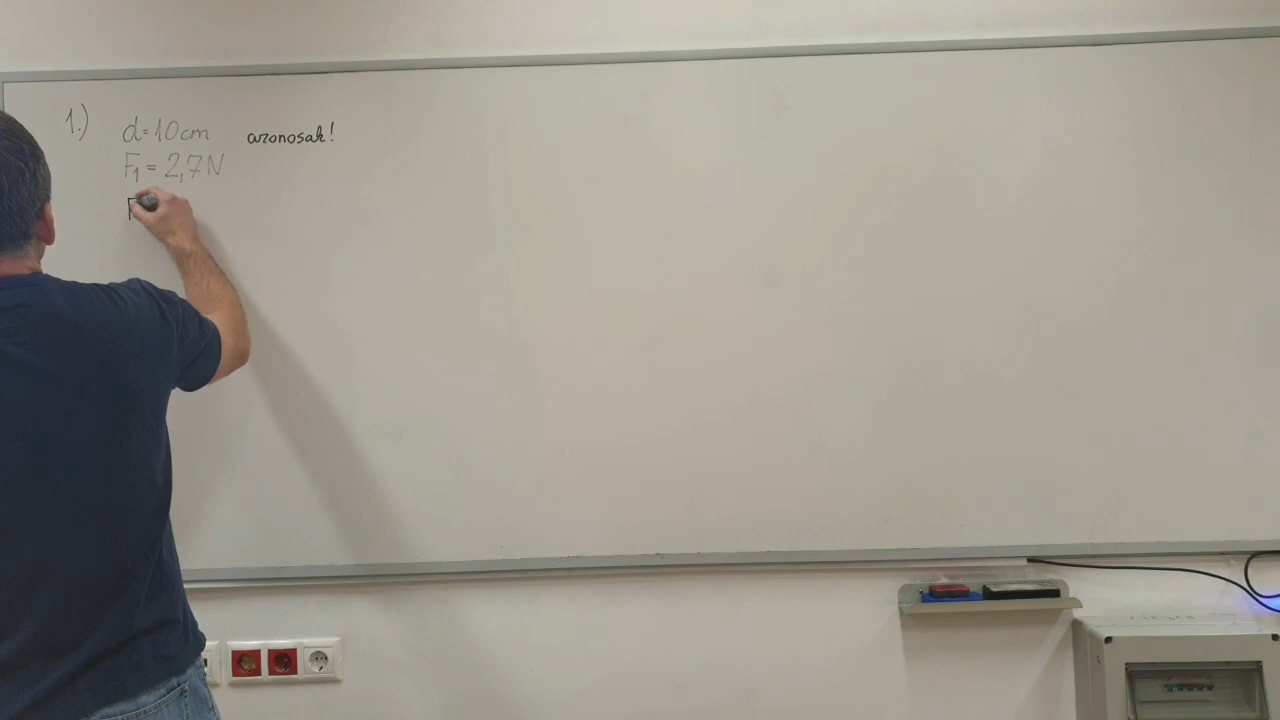 1.) d=10cm azonosak!
F₁ = 2,7N
F